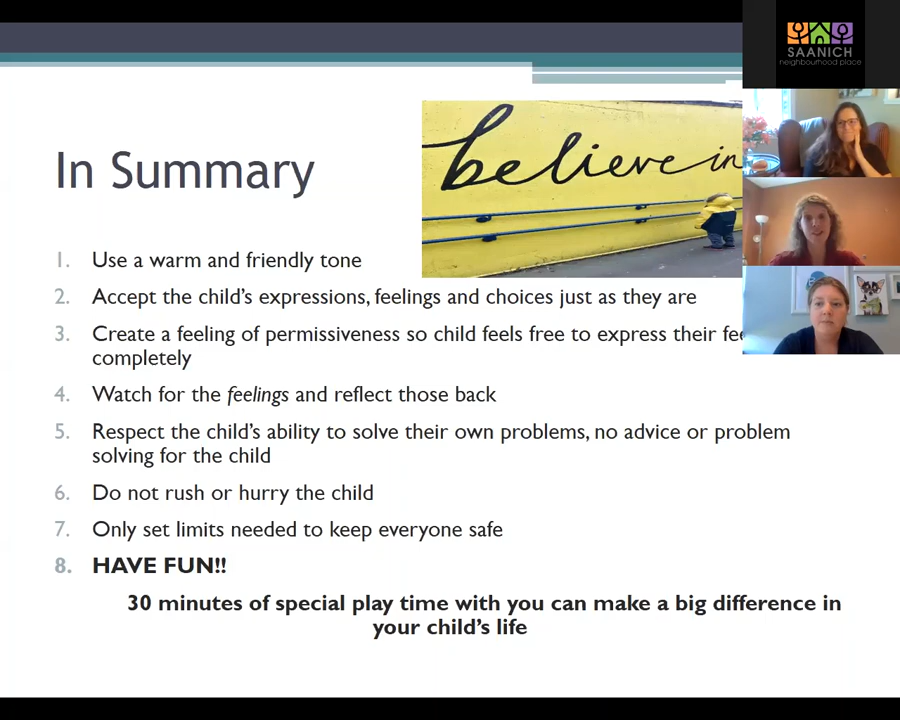 SAANICH
neighbourhood place
believe in
In Summary
1. Use a warm and friendly tone
2. Accept the child's expressions, feelings and choices just as they are
3. Create a feeling of permissiveness so child feels free to express their
completely
4. Watch for the feelings and reflect those back
5. Respect the child's ability to solve their own problems, no advice or problem
solving for the child
6. Do not rush or hurry the child
7. Only set limits needed to keep everyone safe
8. HAVE FUN!!
30 minutes of special play time with you can make a big difference in
your child's life